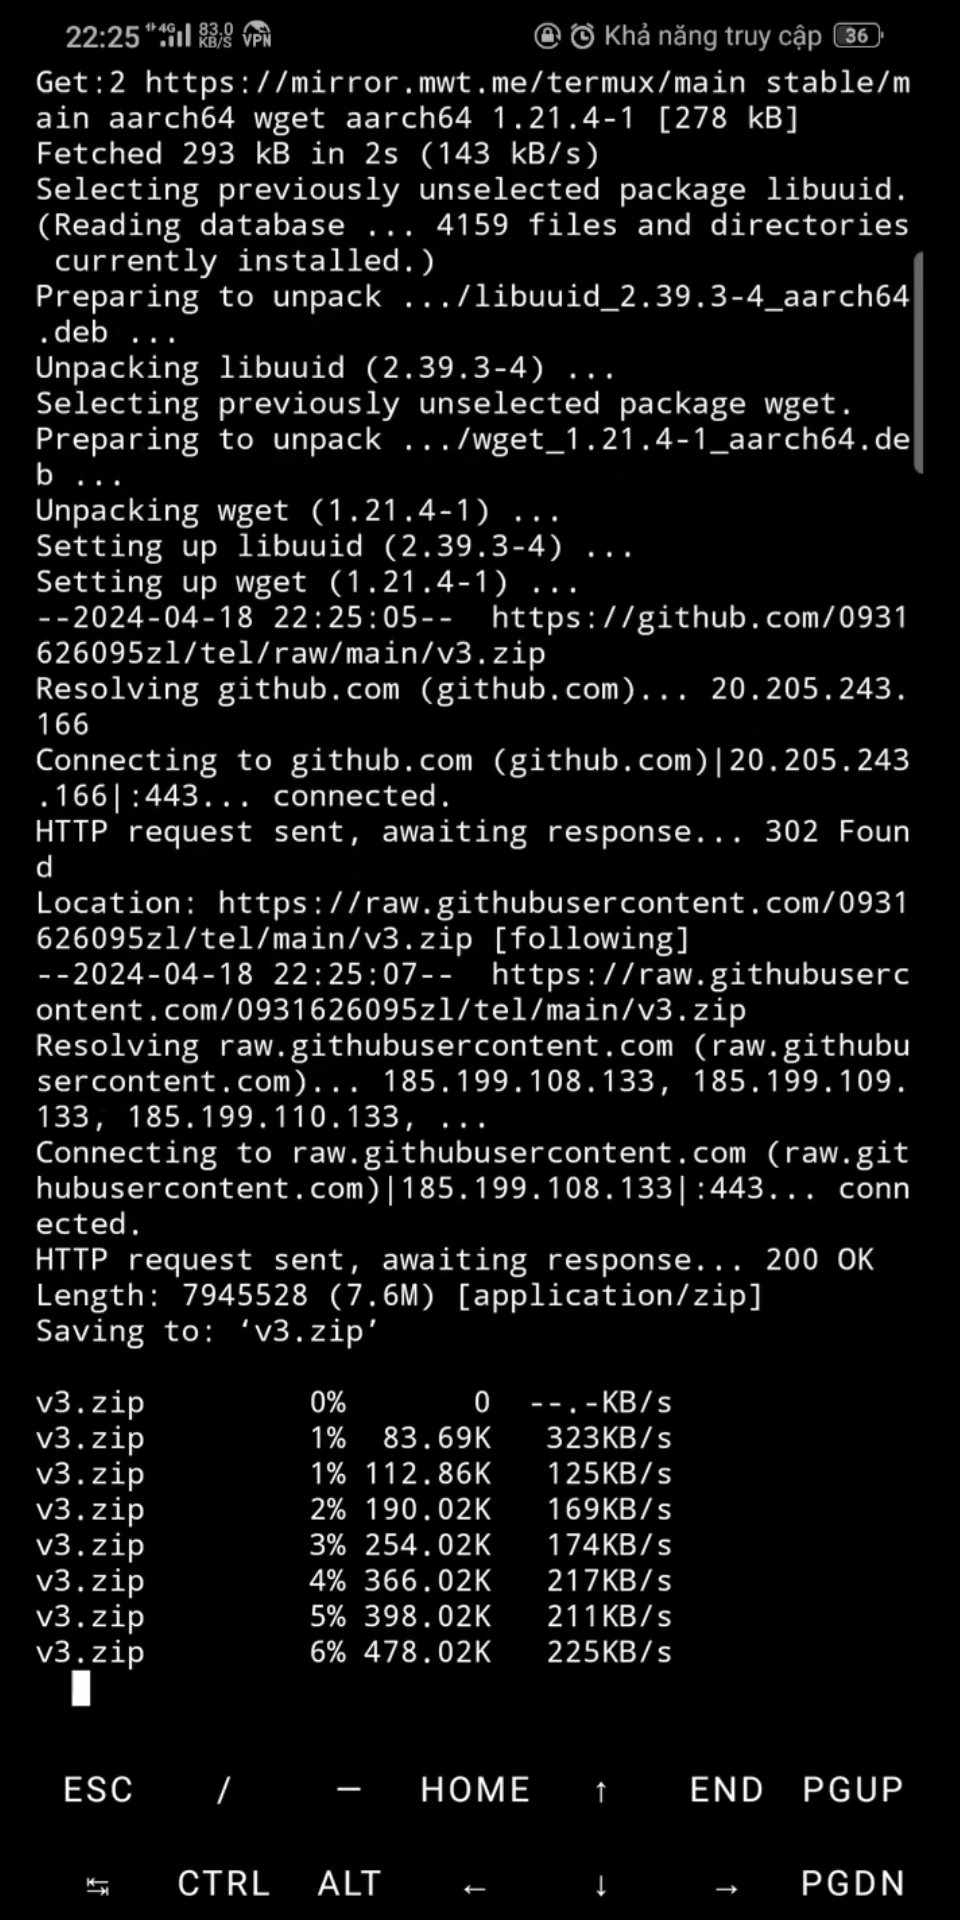 22:25 4G 83.0 KB/S VPN Khả năng truy cập 36
Get:2 https://mirror.mwt.me/termux/main stable/m
ain aarch64 wget aarch64 1.21.4-1 [278 kB]
Fetched 293 kB in 2s (143 kB/s)
Selecting previously unselected package libuuid.
(Reading database ... 4159 files and directories
currently installed.)
Preparing to unpack .../libuuid_2.39.3-4_aarch64
.deb ...
Unpacking libuuid (2.39.3-4) ...
Selecting previously unselected package wget.
Preparing to unpack .../wget_1.21.4-1_aarch64.de
b ...
Unpacking wget (1.21.4-1) ...
Setting up libuuid (2.39.3-4) ...
Setting up wget (1.21.4-1) ...
--2024-04-18 22:25:05--  https://github.com/0931
626095zl/tel/raw/main/v3.zip
Resolving github.com (github.com)... 20.205.243.
166
Connecting to github.com (github.com)|20.205.243
.166|:443... connected.
HTTP request sent, awaiting response... 302 Foun
d
Location: https://raw.githubusercontent.com/0931
626095zl/tel/main/v3.zip [following]
--2024-04-18 22:25:07--  https://raw.githubuserc
ontent.com/0931626095zl/tel/main/v3.zip
Resolving raw.githubusercontent.com (raw.githubu
sercontent.com)... 185.199.108.133, 185.199.109.
133, 185.199.110.133, ...
Connecting to raw.githubusercontent.com (raw.git
hubusercontent.com)|185.199.108.133|:443... conn
ected.
HTTP request sent, awaiting response... 200 OK
Length: 7945528 (7.6M) [application/zip]
Saving to: ‘v3.zip’
v3.zip 0% 0 --.-KB/s
v3.zip 1% 83.69K 323KB/s
v3.zip 1% 112.86K 125KB/s
v3.zip 2% 190.02K 169KB/s
v3.zip 3% 254.02K 174KB/s
v3.zip 4% 366.02K 217KB/s
v3.zip 5% 398.02K 211KB/s
v3.zip 6% 478.02K 225KB/s
ESC / — HOME ↑ END PGUP
↹ CTRL ALT ← ↓ → PGDN